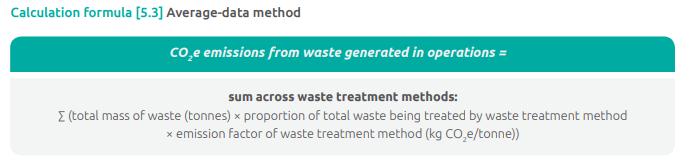 Calculation formula [5.3] Average-data method
CO₂e emissions from waste generated in operations =
sum across waste treatment methods:
∑ (total mass of waste (tonnes) × proportion of total waste being treated by waste treatment method
× emission factor of waste treatment method (kg CO₂e/tonne))